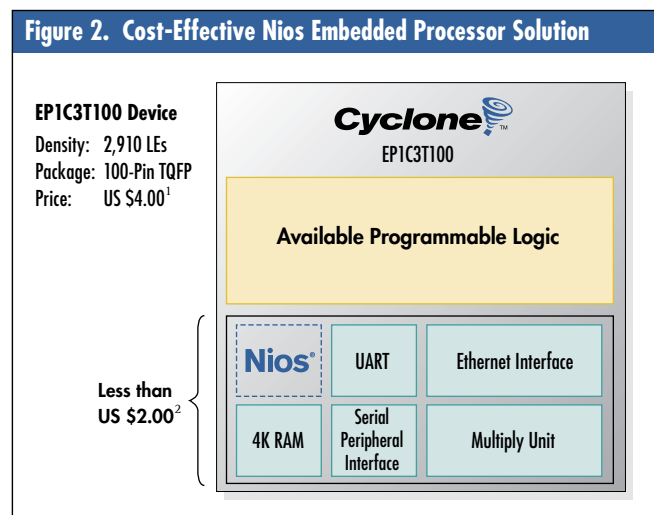 Figure 2. Cost-Effective Nios Embedded Processor Solution
EP1C3T100 Device
Density: 2,910 LEs
Package: 100-Pin TQFP
Price: US $4.00¹
Cyclone™
EP1C3T100
Available Programmable Logic
Less than
US $2.00²
Nios®
UART
Ethernet Interface
4K RAM
Serial
Peripheral
Interface
Multiply Unit